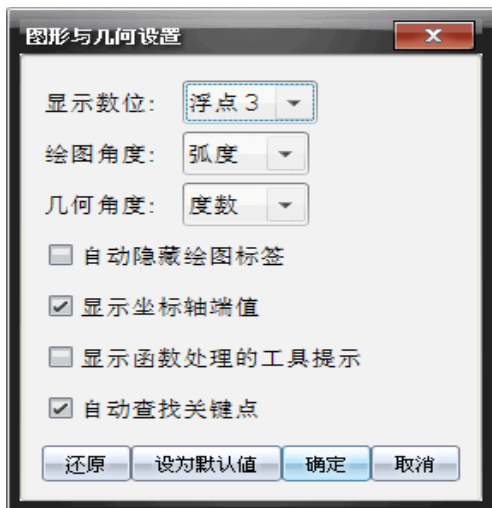 图形与几何设置
显示数位: 浮点 3
绘图角度: 弧度
几何角度: 度数
自动隐藏绘图标签
显示坐标轴端值
显示函数处理的工具提示
自动查找关键点
还原 设为默认值 确定 取消